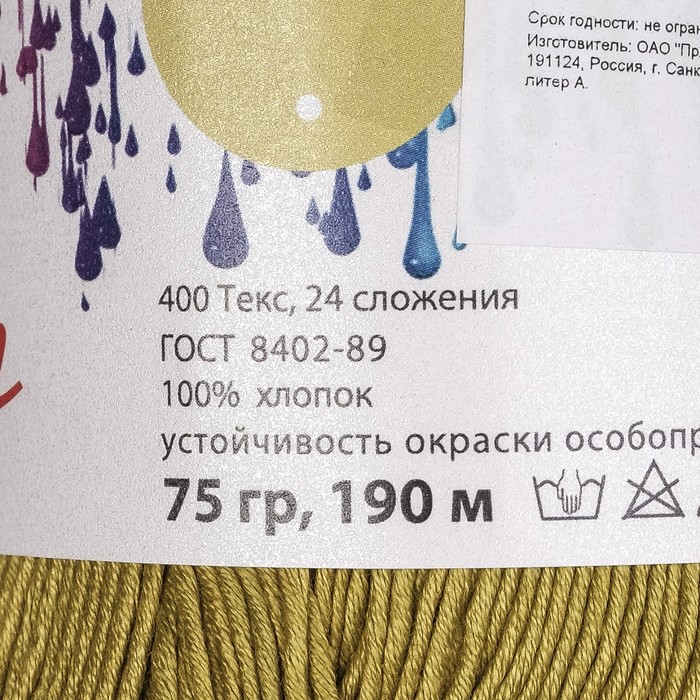 Срок годности: не огран
Изготовитель: ОАО "Пр
191124, Россия, г. Санк
литер А.
400 Текс, 24 сложения
ГОСТ 8402-89
100% хлопок
устойчивость окраски особопр
75 гр, 190 м